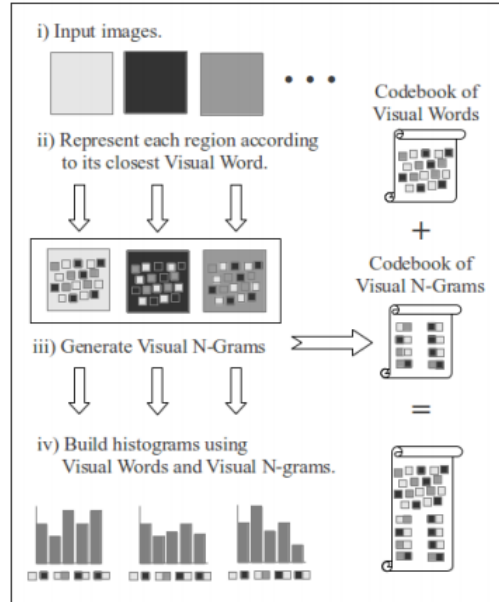 i) Input images.
Codebook of
Visual Words
ii) Represent each region according
to its closest Visual Word.
+
Codebook of
Visual N-Grams
iii) Generate Visual N-Grams
=
iv) Build histograms using
Visual Words and Visual N-grams.